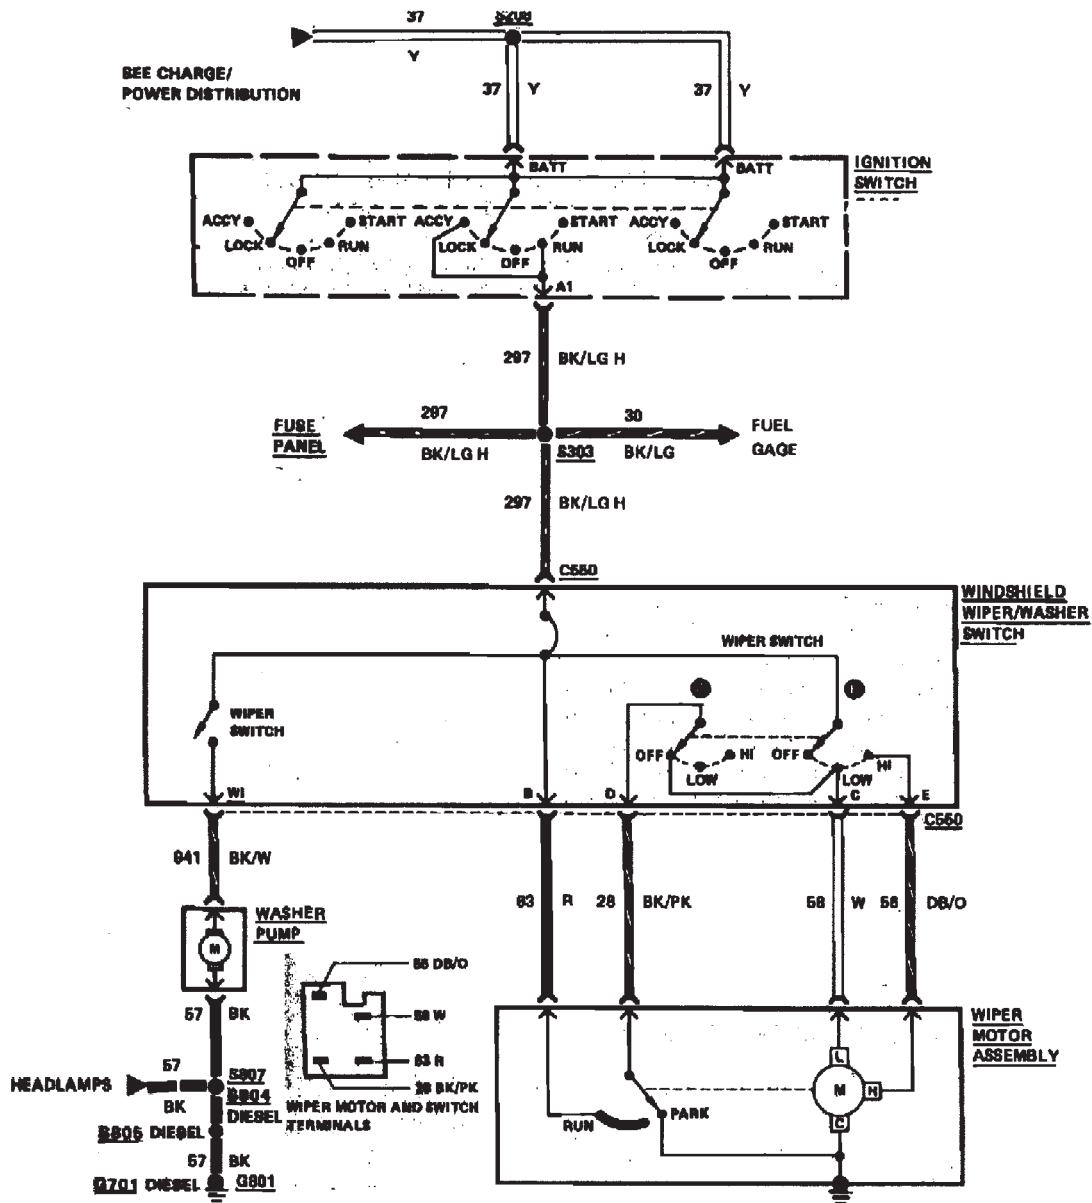 37
Y
SEE CHARGE/
POWER DISTRIBUTION
37 Y
37 Y
BATT
BATT
IGNITION
SWITCH
ACCY
START
LOCK
OFF
RUN
ACCY
START
LOCK
OFF
RUN
ACCY
START
LOCK
OFF
RUN
A1
297 BK/LG H
FUSE
PANEL
297
BK/LG H
S303
30
BK/LG
FUEL
GAGE
297 BK/LG H
C550
WINDSHIELD
WIPER/WASHER
SWITCH
WIPER SWITCH
WIPER
SWITCH
OFF
LOW
HI
OFF
LOW
HI
W1
B
D
C
E
C550
941 BK/W
63 R
28 BK/PK
58 W
56 DB/O
WASHER
PUMP
M
57 BK
56 DB/O
58 W
63 R
28 BK/PK
WIPER MOTOR AND SWITCH
TERMINALS
HEADLAMPS
57
BK
DIESEL
DIESEL
57 BK
G701 DIESEL
G801
WIPER
MOTOR
ASSEMBLY
L
M
H
C
PARK
RUN